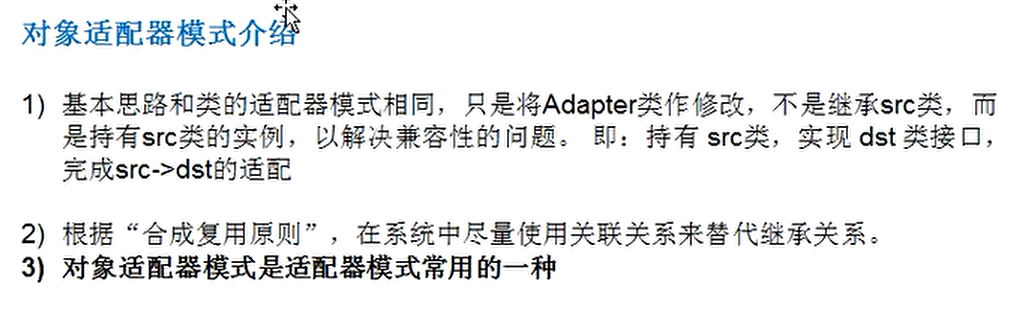 对象适配器模式介绍
1) 基本思路和类的适配器模式相同，只是将Adapter类作修改，不是继承src类，而
是持有src类的实例，以解决兼容性的问题。 即：持有 src类，实现 dst 类接口，
完成src->dst的适配
2) 根据“合成复用原则”，在系统中尽量使用关联关系来替代继承关系。
3) 对象适配器模式是适配器模式常用的一种